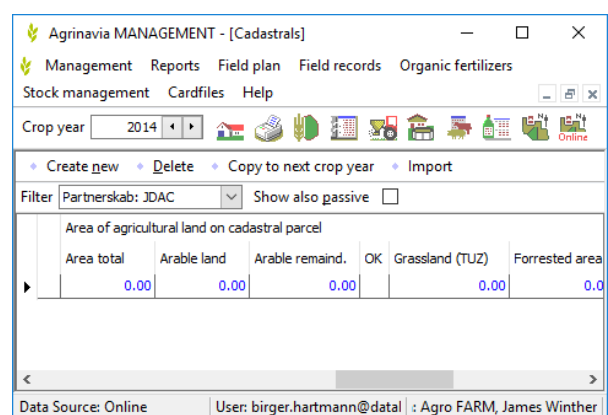 Agrinavia MANAGEMENT - [Cadastrals]
Management Reports Field plan Field records Organic fertilizers
Stock management Cardfiles Help
Crop year 2014 Online
Create new Delete Copy to next crop year Import
Filter Partnerskab: JDAC Show also passive
Area of agricultural land on cadastral parcel
Area total Arable land Arable remaind. OK Grassland (TUZ) Forrested area
0.00 0.00 0.00 0.00 0.0
Data Source: Online User: birger.hartmann@datal : Agro FARM, James Winther